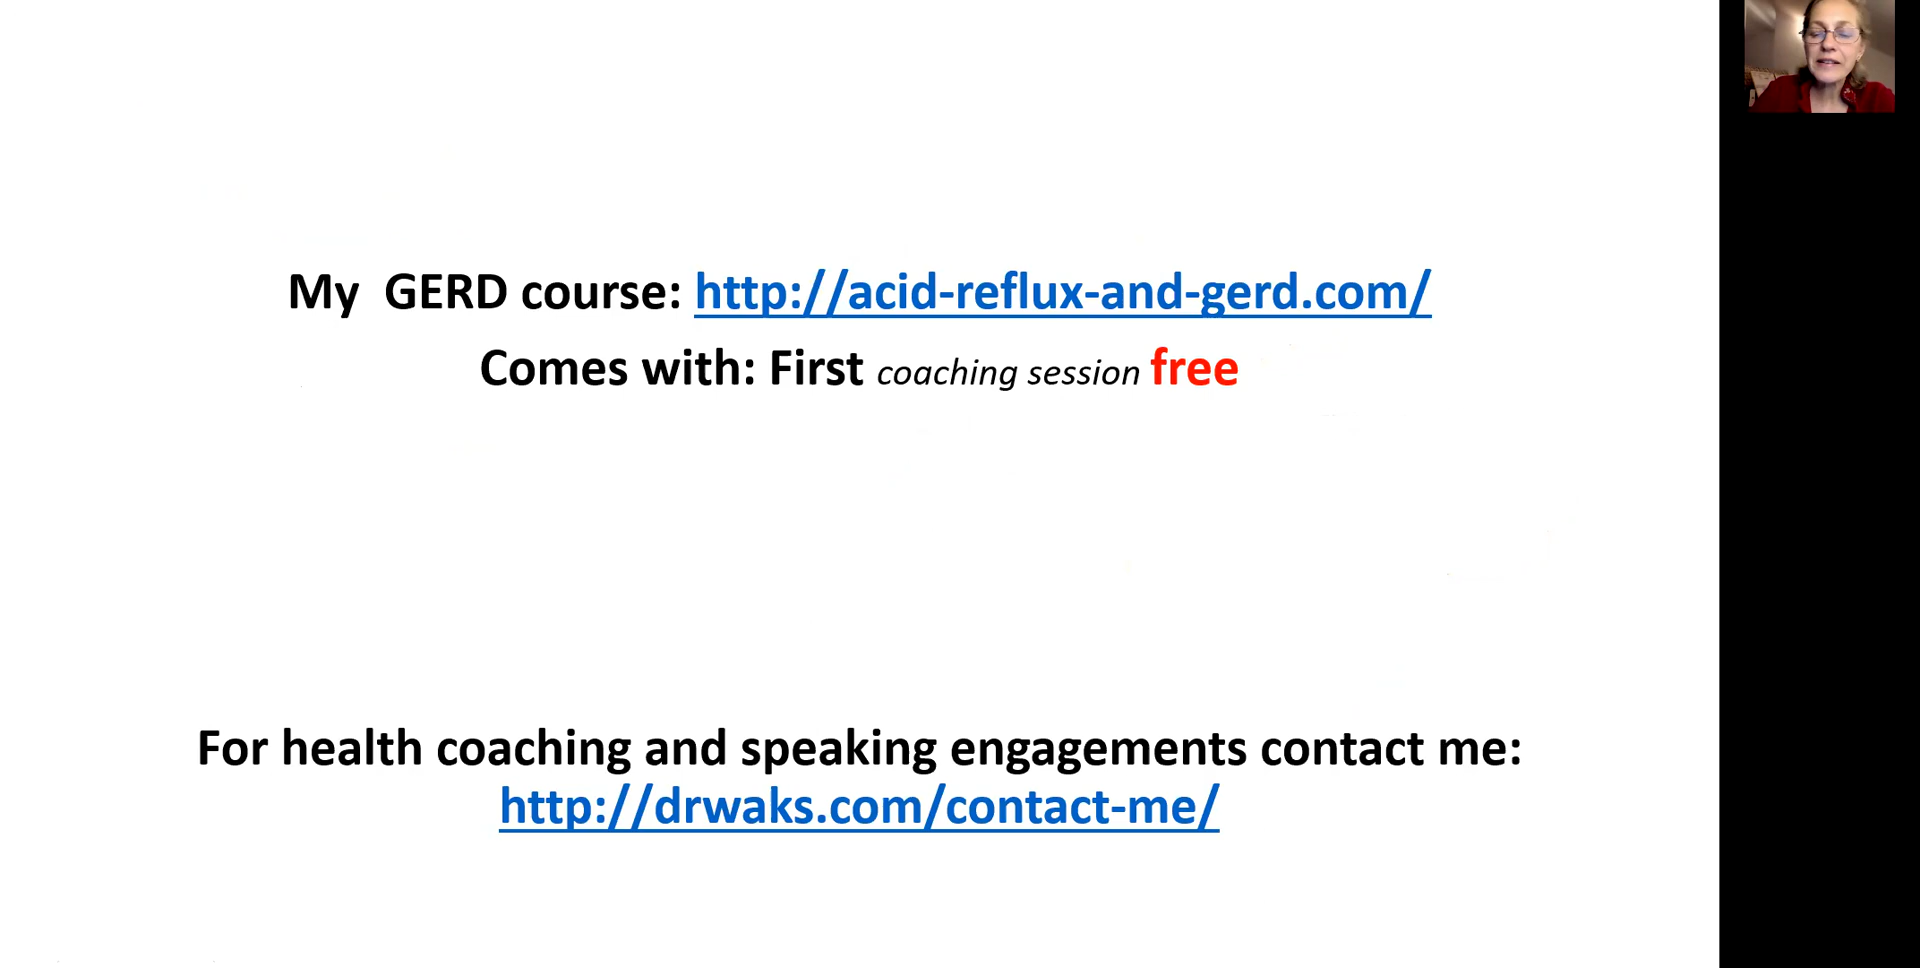 My  GERD course: http://acid-reflux-and-gerd.com/
Comes with: First coaching session free
For health coaching and speaking engagements contact me:
http://drwaks.com/contact-me/